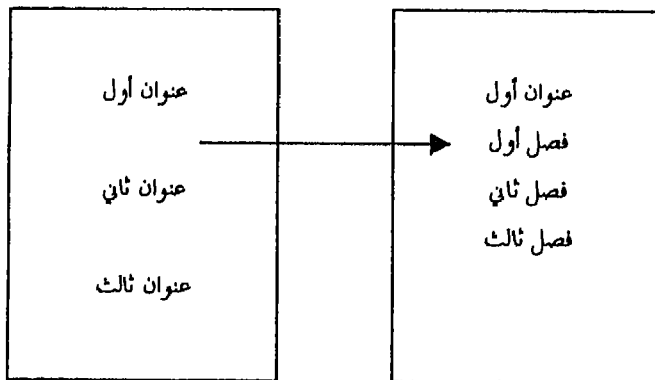 عنوان أول
عنوان ثاني
عنوان ثالث
عنوان أول
فصل أول
فصل ثاني
فصل ثالث